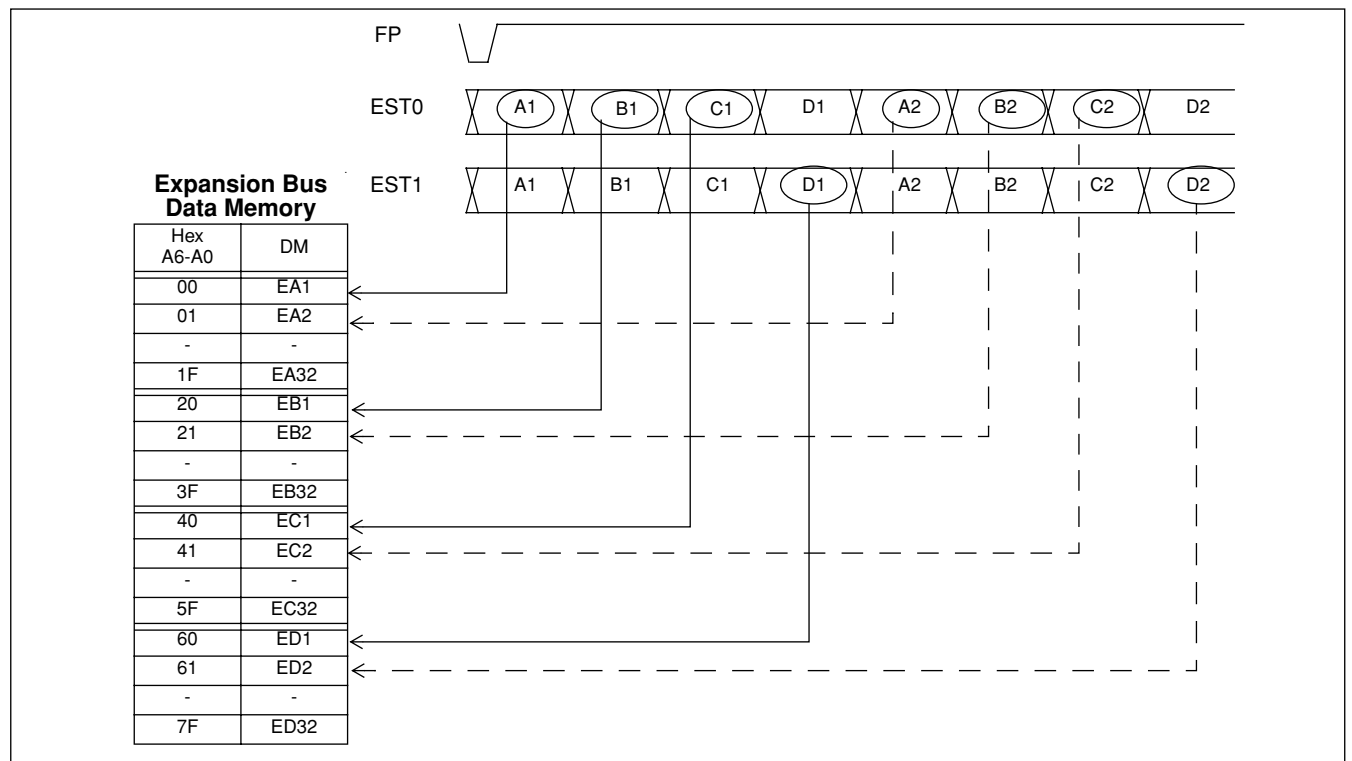 FP
EST0 A1 B1 C1 D1 A2 B2 C2 D2
EST1 A1 B1 C1 D1 A2 B2 C2 D2
Expansion Bus
Data Memory
Hex
A6-A0 DM
00 EA1
01 EA2
- -
1F EA32
20 EB1
21 EB2
- -
3F EB32
40 EC1
41 EC2
- -
5F EC32
60 ED1
61 ED2
- -
7F ED32